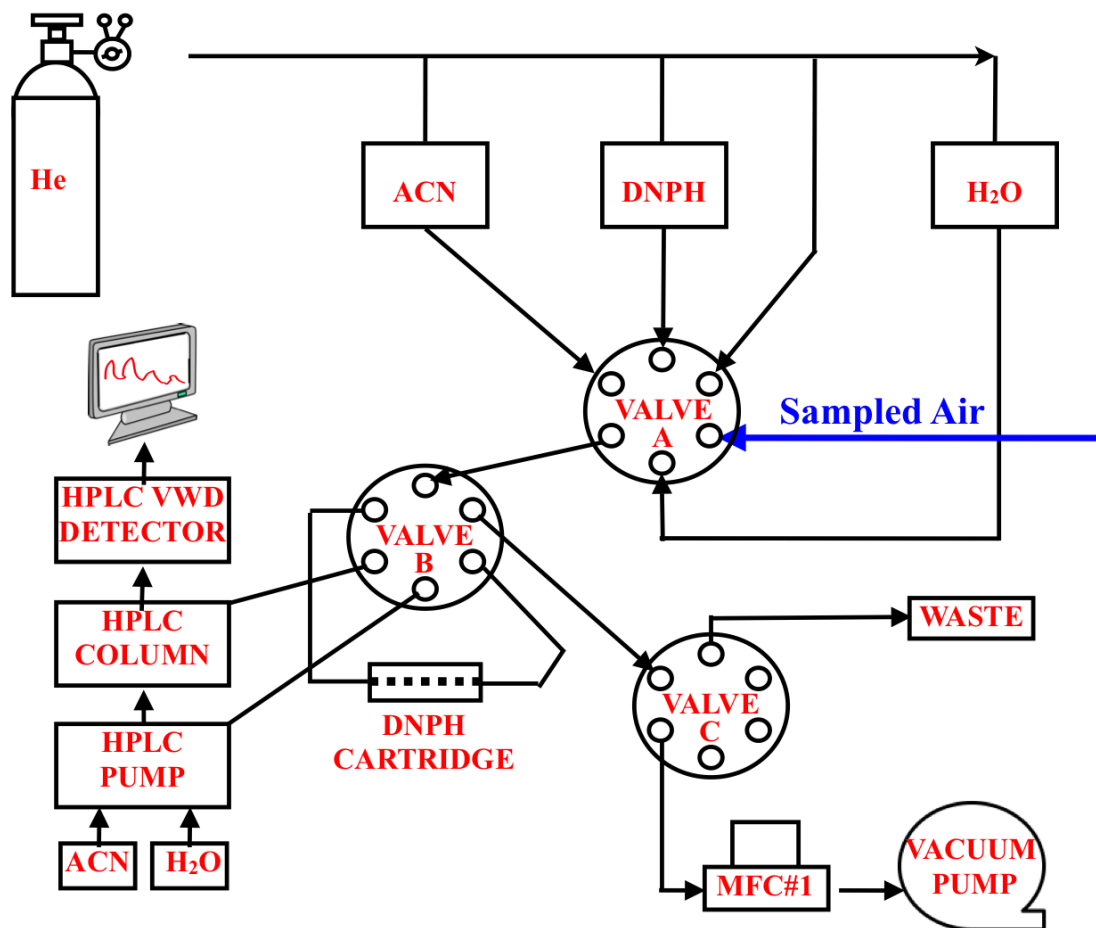 He
ACN
DNPH
H₂O
Sampled Air
VALVE
A
HPLC VWD
DETECTOR
VALVE
B
HPLC
COLUMN
WASTE
DNPH
CARTRIDGE
VALVE
C
HPLC
PUMP
ACN
H₂O
MFC#1
VACUUM
PUMP